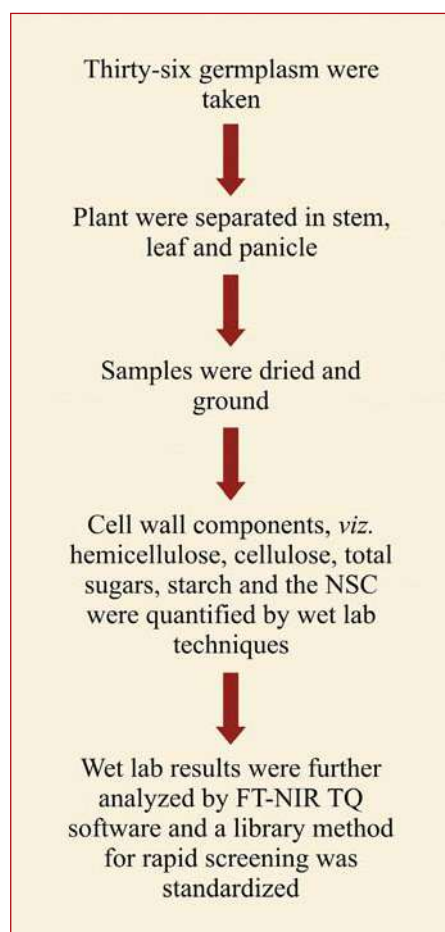 Thirty-six germplasm were
taken
Plant were separated in stem,
leaf and panicle
Samples were dried and
ground
Cell wall components, viz.
hemicellulose, cellulose, total
sugars, starch and the NSC
were quantified by wet lab
techniques
Wet lab results were further
analyzed by FT-NIR TQ
software and a library method
for rapid screening was
standardized